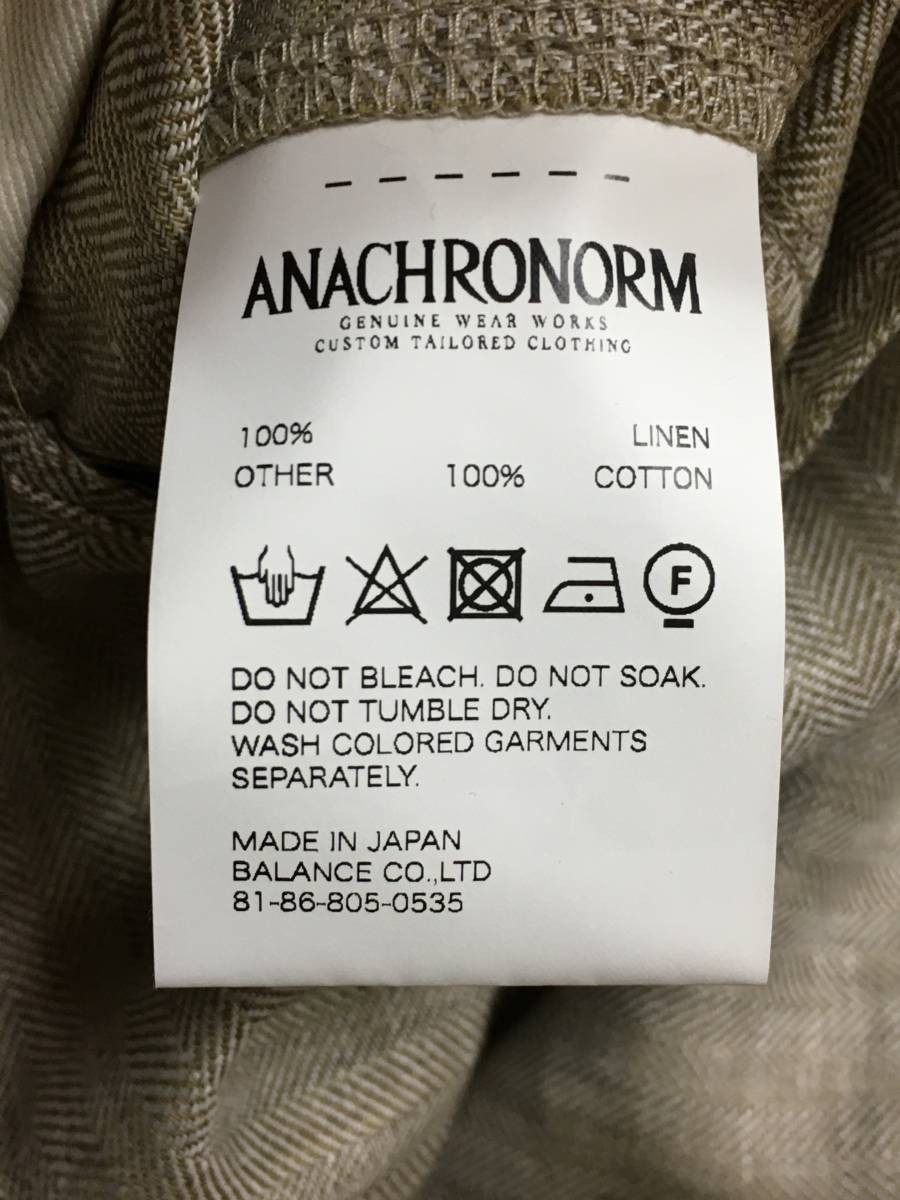 ANACHRONORM
GENUINE WEAR WORKS
CUSTOM TAILORED CLOTHING
100% LINEN
OTHER 100% COTTON
F
DO NOT BLEACH. DO NOT SOAK.
DO NOT TUMBLE DRY.
WASH COLORED GARMENTS
SEPARATELY.
MADE IN JAPAN
BALANCE CO.,LTD
81-86-805-0535